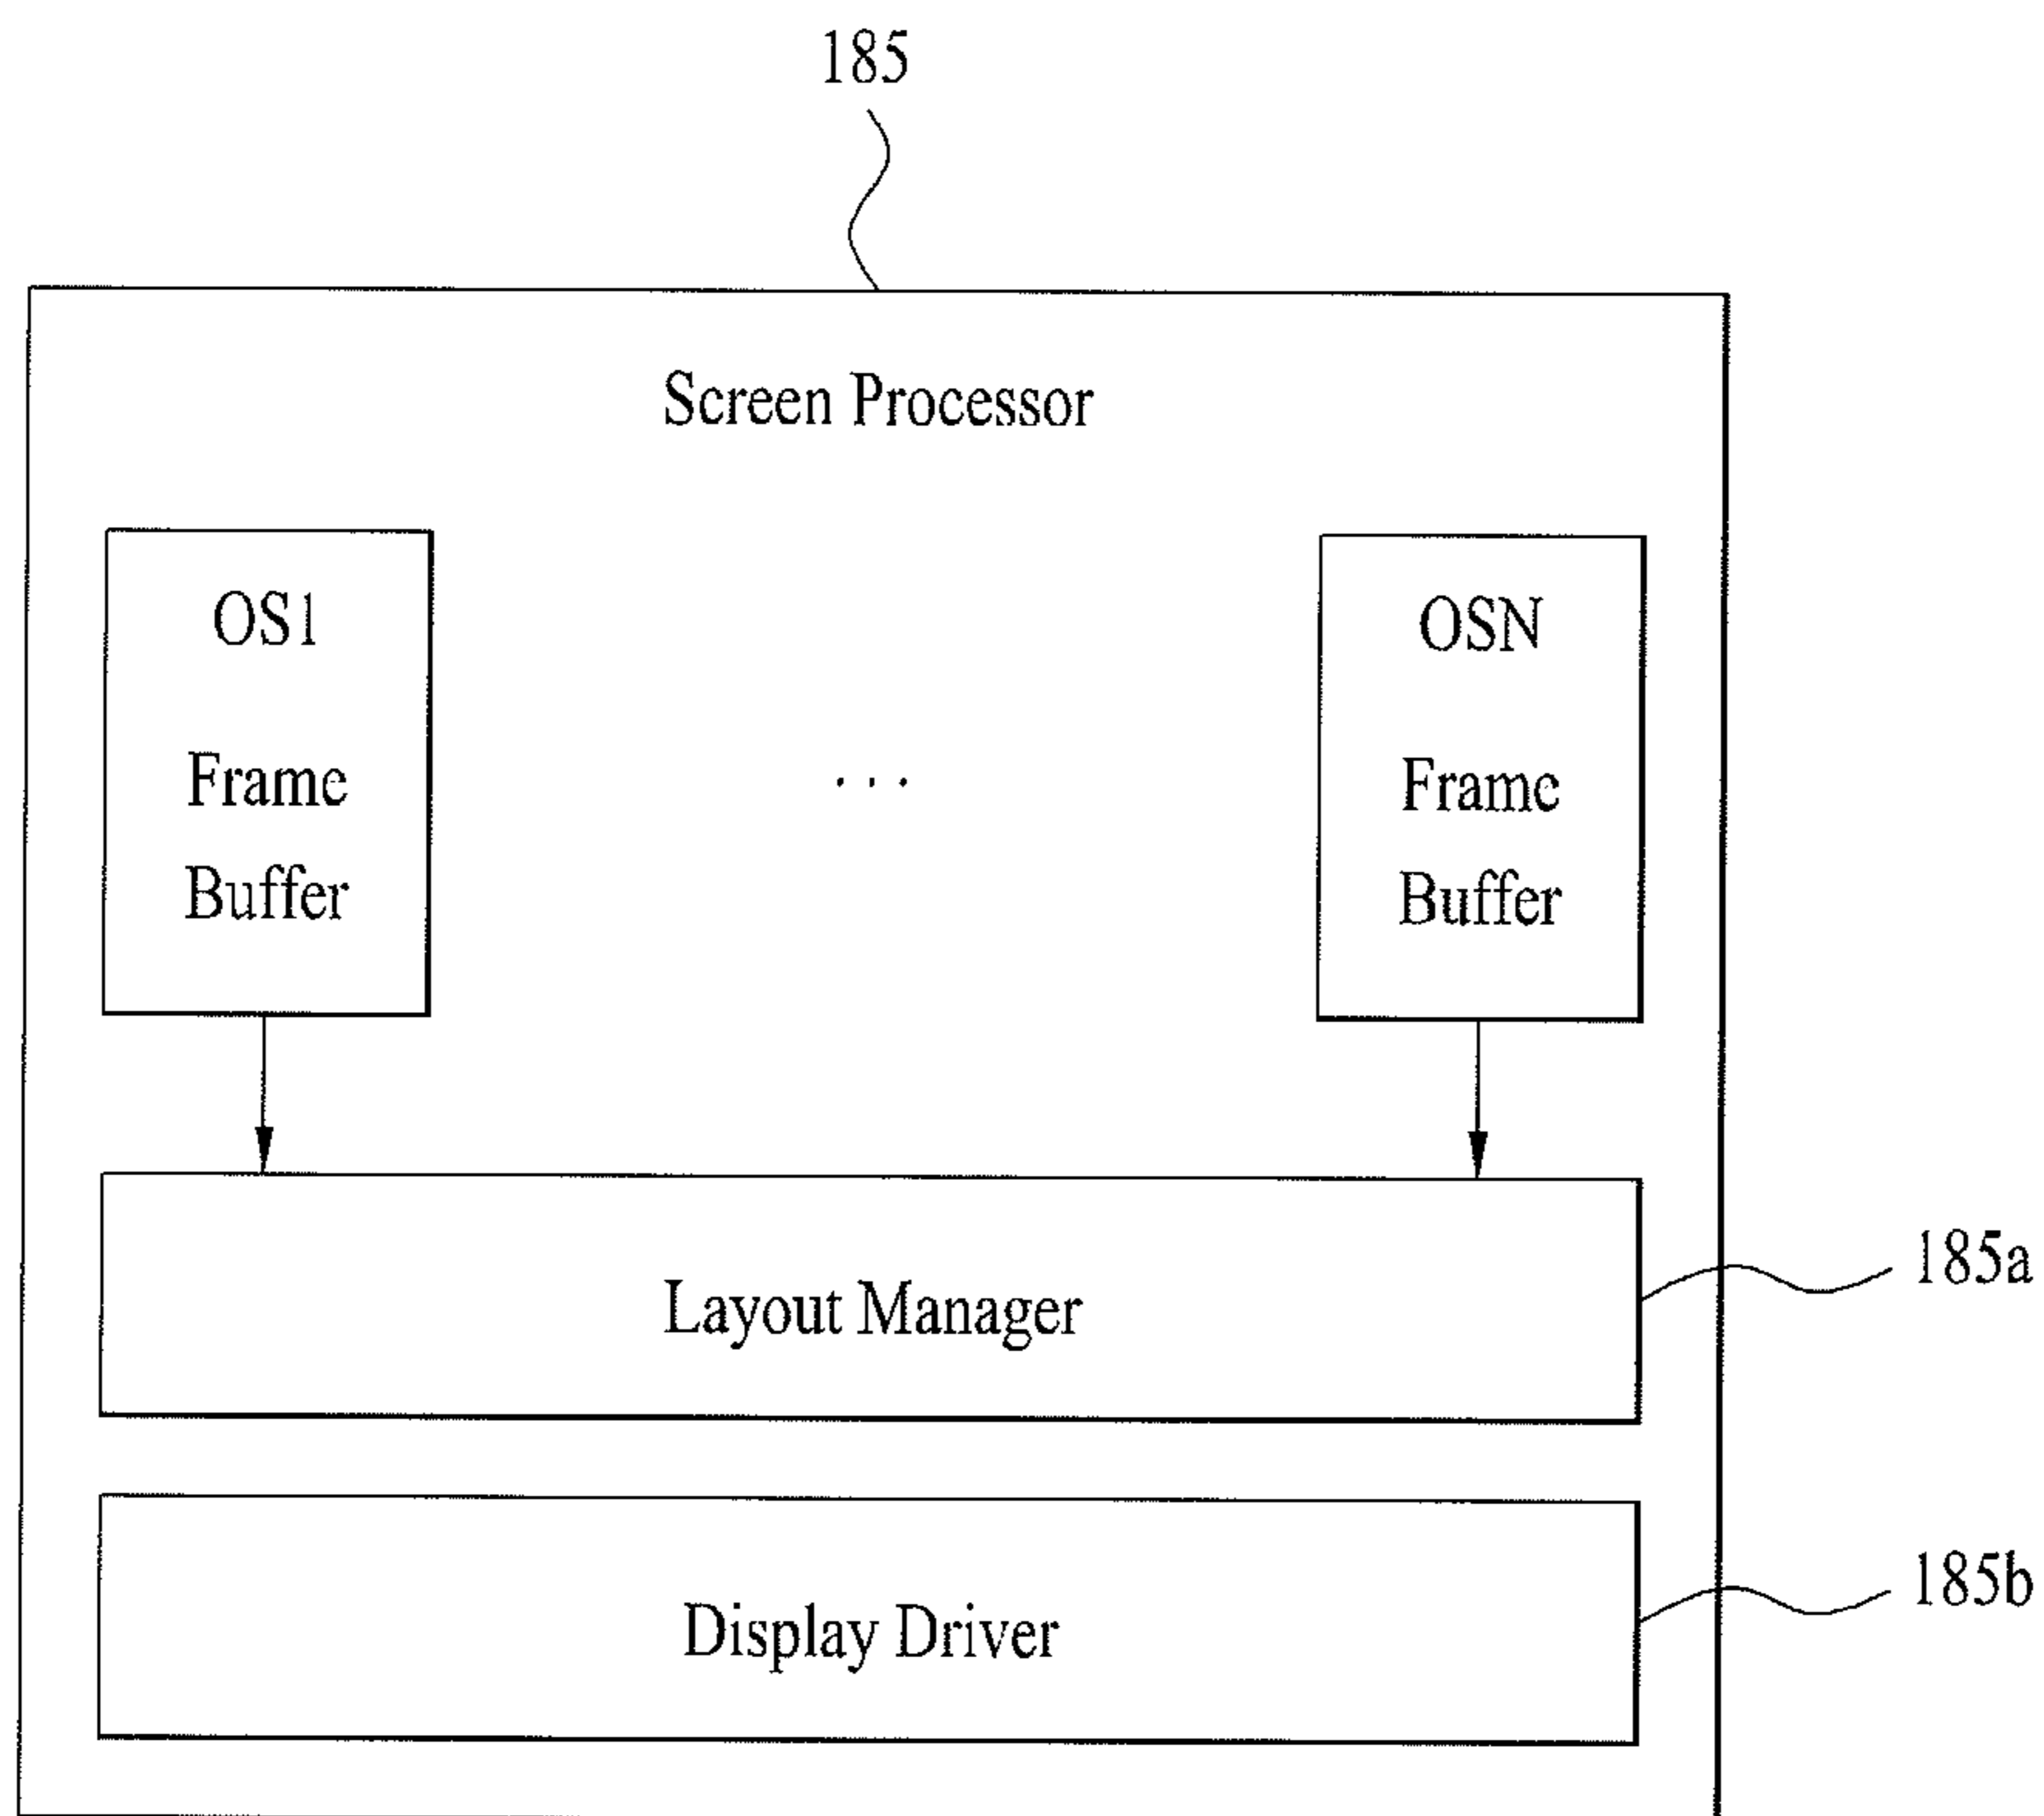 185
Screen Processor
OS1
Frame
Buffer
. . .
OSN
Frame
Buffer
Layout Manager
185a
Display Driver
185b